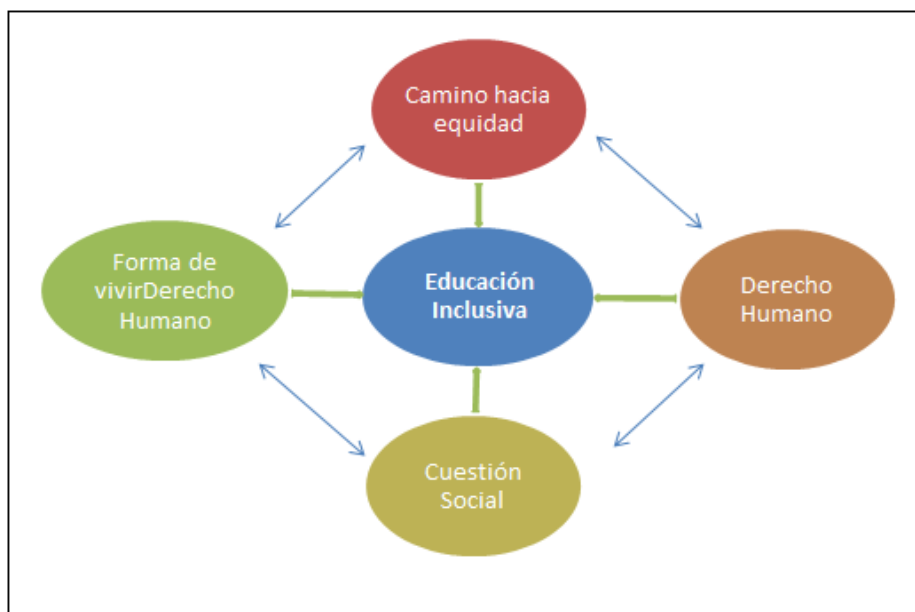 Camino hacia
equidad
Forma de
vivirDerecho
Humano
Educación
Inclusiva
Derecho
Humano
Cuestión
Social